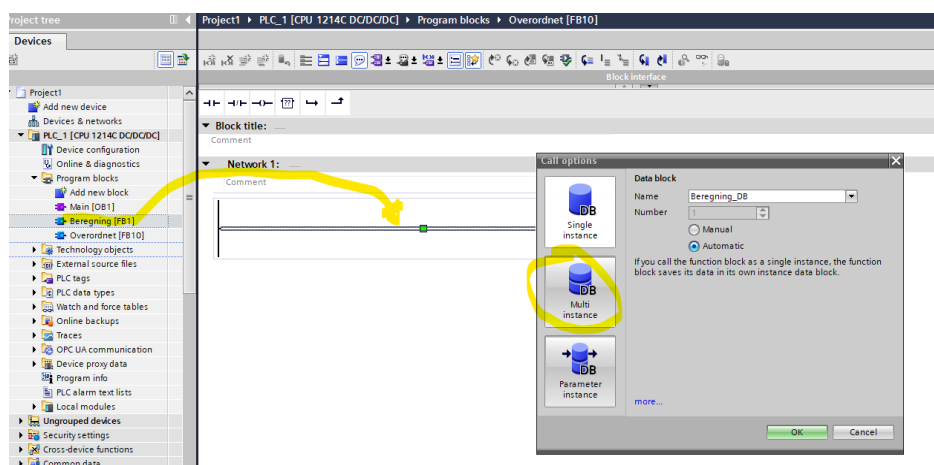 roject tree
Project1 ▸ PLC_1 [CPU 1214C DC/DC/DC] ▸ Program blocks ▸ Overordnet [FB10]
Devices
Block interface
Project1
Add new device
Devices & networks
PLC_1 [CPU 1214C DC/DC/DC]
Device configuration
Online & diagnostics
Program blocks
Add new block
Main [OB1]
Beregning [FB1]
Overordnet [FB10]
Technology objects
External source files
PLC tags
PLC data types
Watch and force tables
Online backups
Traces
OPC UA communication
Device proxy data
Program info
PLC alarm text lists
Local modules
Ungrouped devices
Security settings
Cross-device functions
Common data
??
Block title: .....
Comment
Network 1: .....
Comment
Call options
DB
Single
instance
DB
Multi
instance
DB
Parameter
instance
Data block
Name Beregning_DB
Number 1
Manual
Automatic
If you call the function block as a single instance, the function
block saves its data in its own instance data block.
more...
OK Cancel